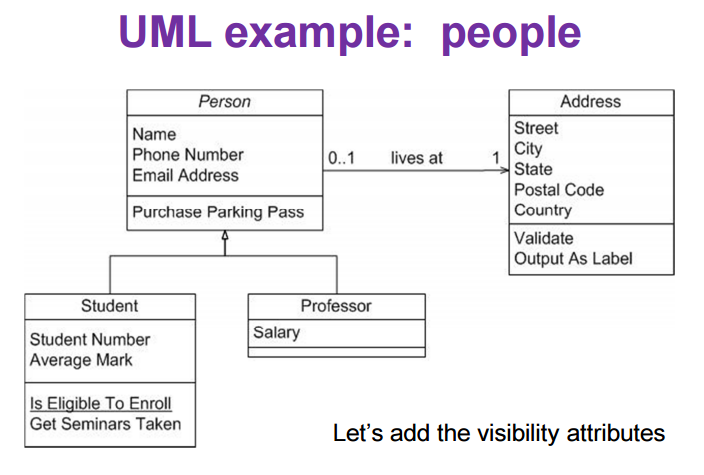 UML example: people
Person
Name
Phone Number
Email Address
Purchase Parking Pass
0..1 lives at 1
Address
Street
City
State
Postal Code
Country
Validate
Output As Label
Student
Student Number
Average Mark
Is Eligible To Enroll
Get Seminars Taken
Professor
Salary
Let's add the visibility attributes